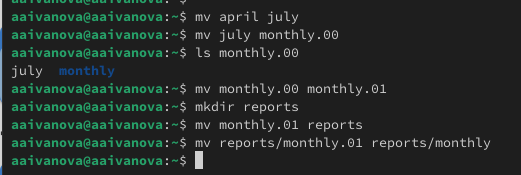 aaivanova@aaivanova:~$ mv april july
aaivanova@aaivanova:~$ mv july monthly.00
aaivanova@aaivanova:~$ ls monthly.00
july  monthly
aaivanova@aaivanova:~$ mv monthly.00 monthly.01
aaivanova@aaivanova:~$ mkdir reports
aaivanova@aaivanova:~$ mv monthly.01 reports
aaivanova@aaivanova:~$ mv reports/monthly.01 reports/monthly
aaivanova@aaivanova:~$